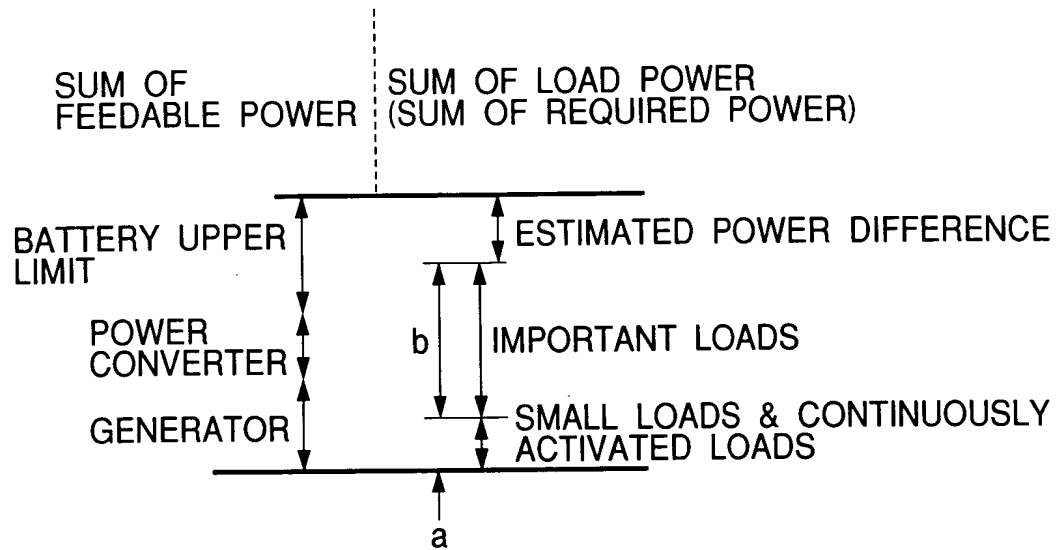 SUM OF
FEEDABLE POWER
SUM OF LOAD POWER
(SUM OF REQUIRED POWER)
BATTERY UPPER
LIMIT
ESTIMATED POWER DIFFERENCE
POWER
CONVERTER
b
IMPORTANT LOADS
GENERATOR
SMALL LOADS & CONTINUOUSLY
ACTIVATED LOADS
a